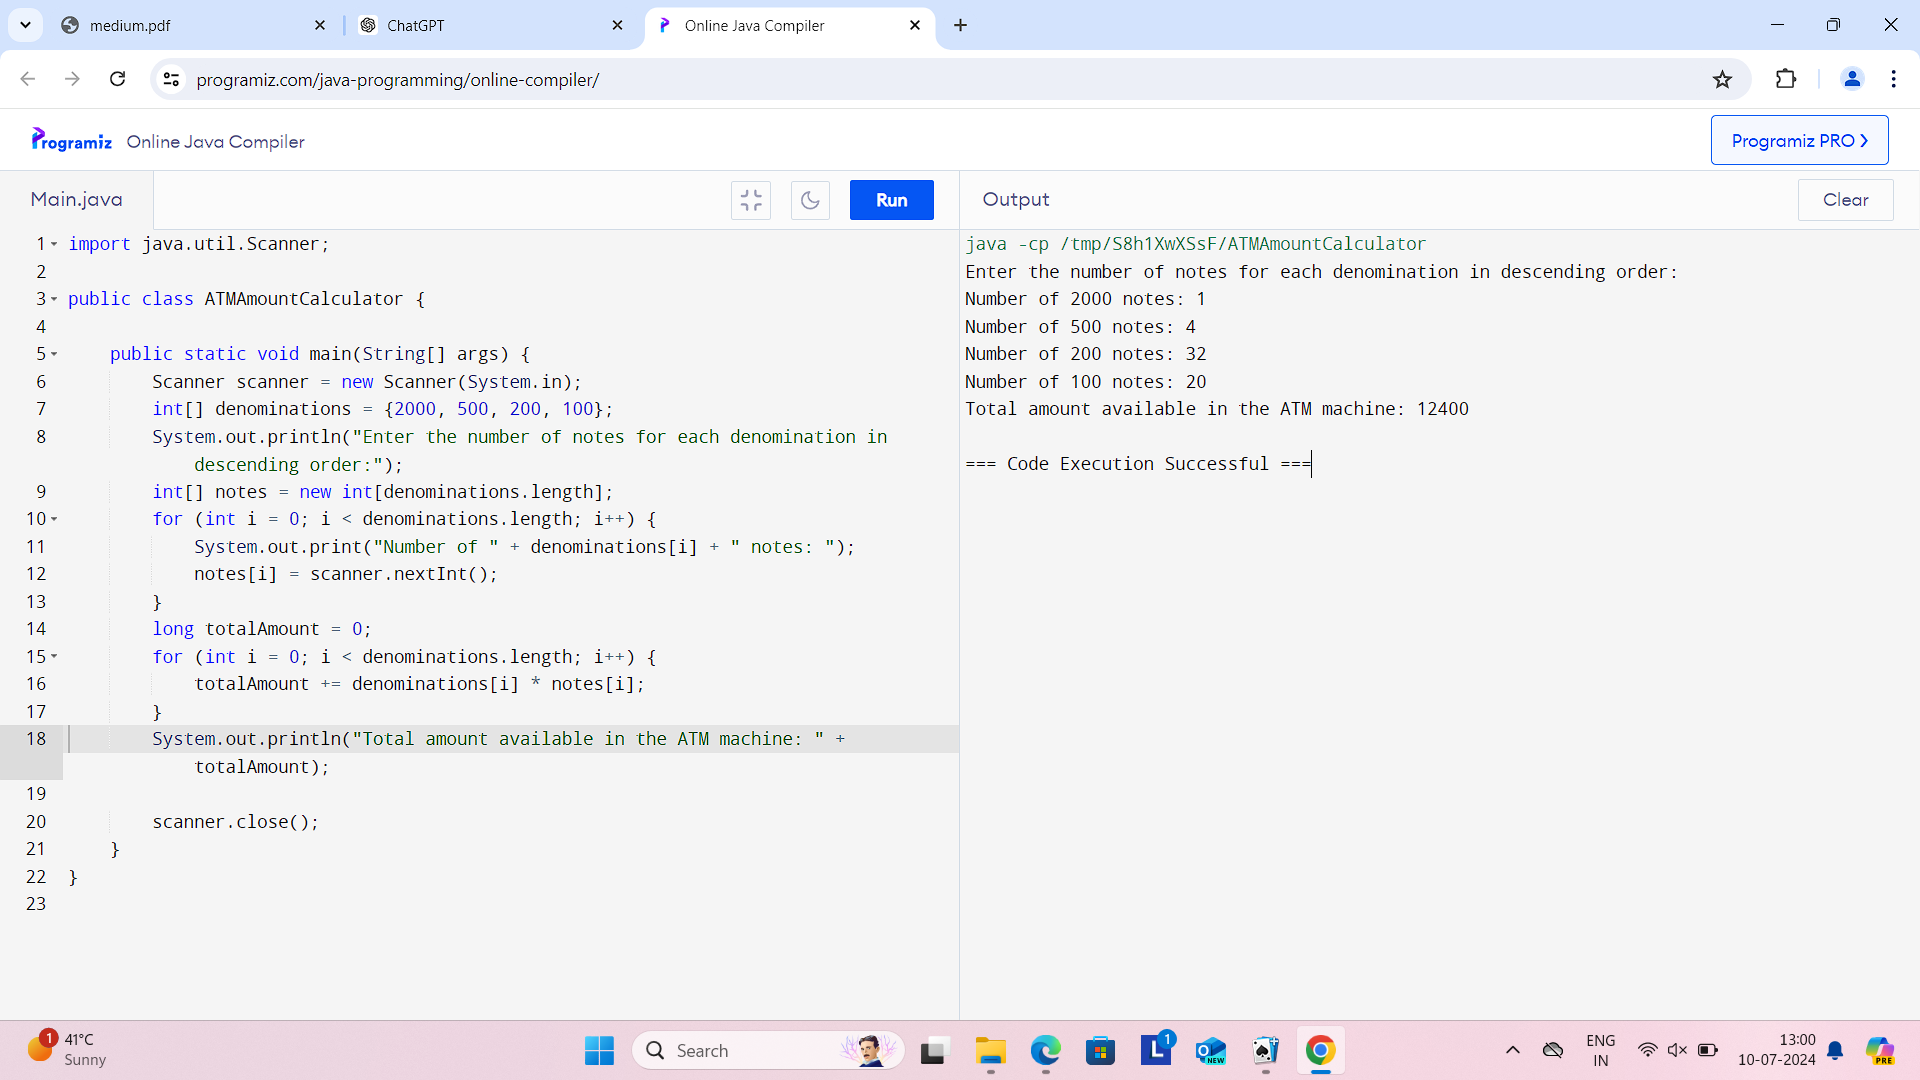 medium.pdf
ChatGPT
Online Java Compiler
programiz.com/java-programming/online-compiler/
Programiz Online Java Compiler
Programiz PRO
Main.java
Run
Output
Clear
1 import java.util.Scanner;
2
3 public class ATMAmountCalculator {
4
5 public static void main(String[] args) {
6 Scanner scanner = new Scanner(System.in);
7 int[] denominations = {2000, 500, 200, 100};
8 System.out.println("Enter the number of notes for each denomination in
descending order:");
9 int[] notes = new int[denominations.length];
10 for (int i = 0; i < denominations.length; i++) {
11 System.out.print("Number of " + denominations[i] + " notes: ");
12 notes[i] = scanner.nextInt();
13 }
14 long totalAmount = 0;
15 for (int i = 0; i < denominations.length; i++) {
16 totalAmount += denominations[i] * notes[i];
17 }
18 System.out.println("Total amount available in the ATM machine: " +
totalAmount);
19
20 scanner.close();
21 }
22 }
23
java -cp /tmp/S8h1XwXSsF/ATMAmountCalculator
Enter the number of notes for each denomination in descending order:
Number of 2000 notes: 1
Number of 500 notes: 4
Number of 200 notes: 32
Number of 100 notes: 20
Total amount available in the ATM machine: 12400
=== Code Execution Successful ===
1
41°C
Sunny
Search
L
1
NEW
ENG
IN
13:00
10-07-2024
PRE